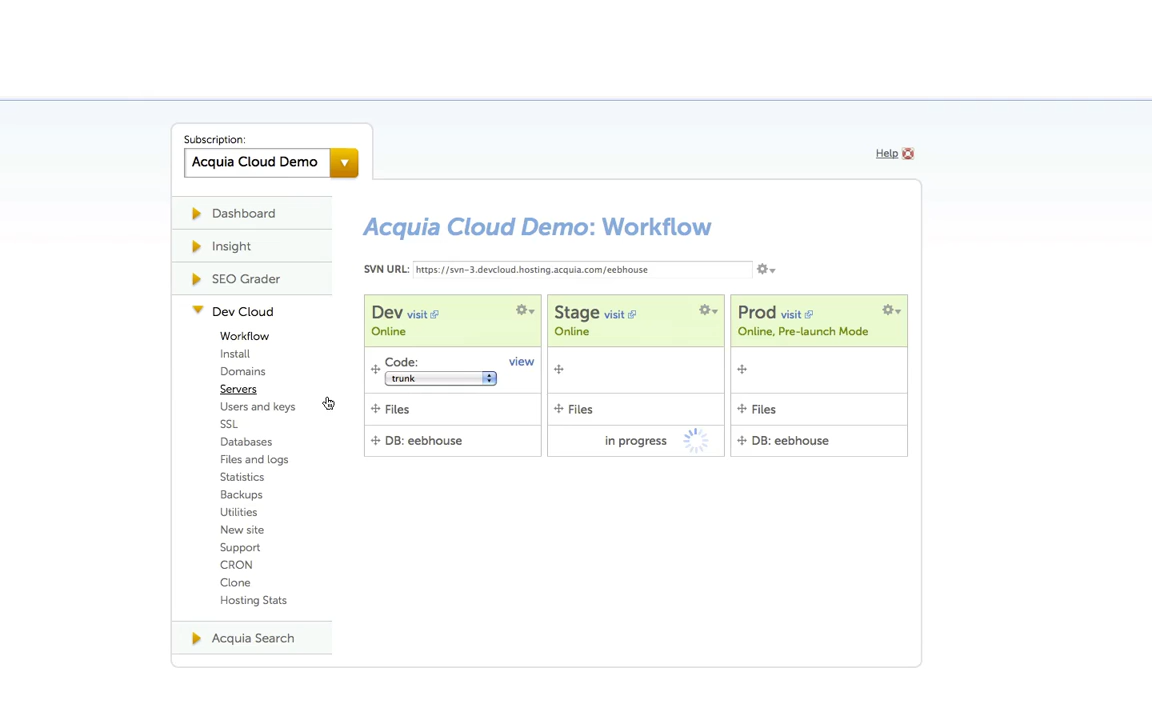 Subscription:
Acquia Cloud Demo
Help
Dashboard
Insight
SEO Grader
Dev Cloud
Workflow
Install
Domains
Servers
Users and keys
SSL
Databases
Files and logs
Statistics
Backups
Utilities
New site
Support
CRON
Clone
Hosting Stats
Acquia Search
Acquia Cloud Demo: Workflow
SVN URL: https://svn-3.devcloud.hosting.acquia.com/eebhouse
Dev visit
Online
Code: view
trunk
Files
DB: eebhouse
Stage visit
Online
Files
in progress
Prod visit
Online, Pre-launch Mode
Files
DB: eebhouse